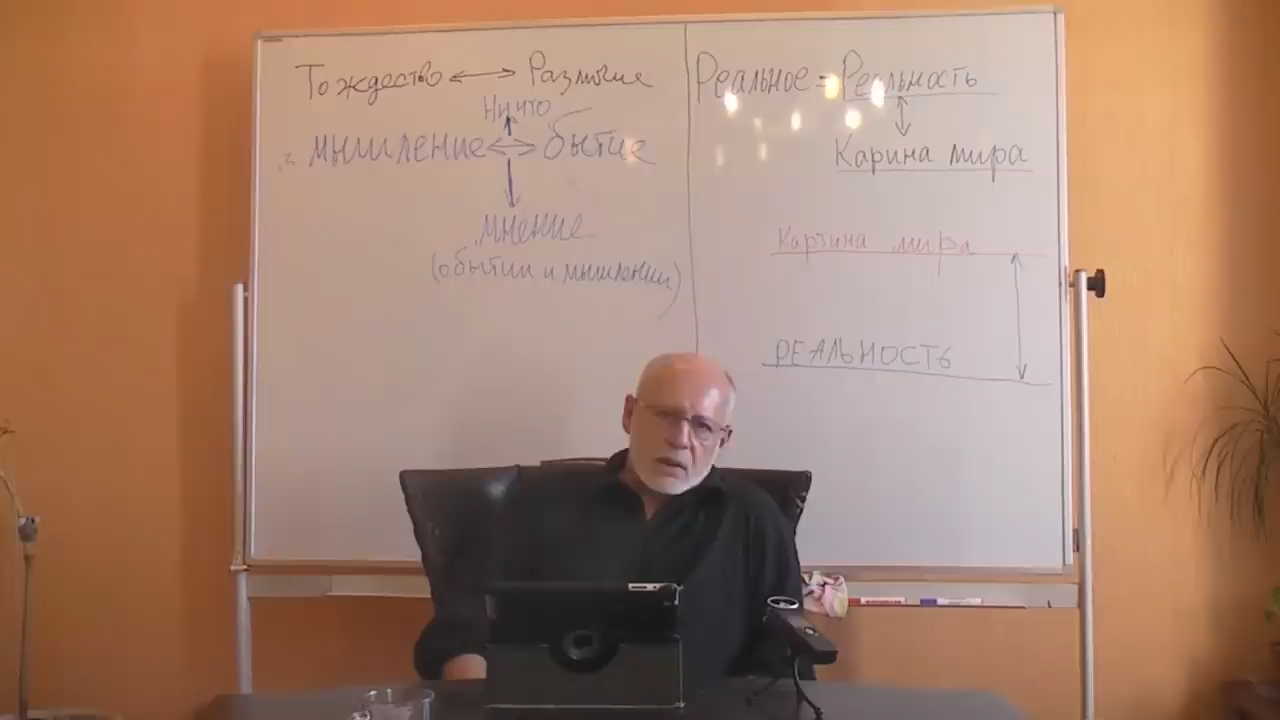 Тождество ⟷ Различие
Ничто
мышление ⟷ бытие
мнение
(о бытии и мышлении)
Реальное = Реальность
Карина мира
Картина мира
РЕАЛЬНОСТЬ